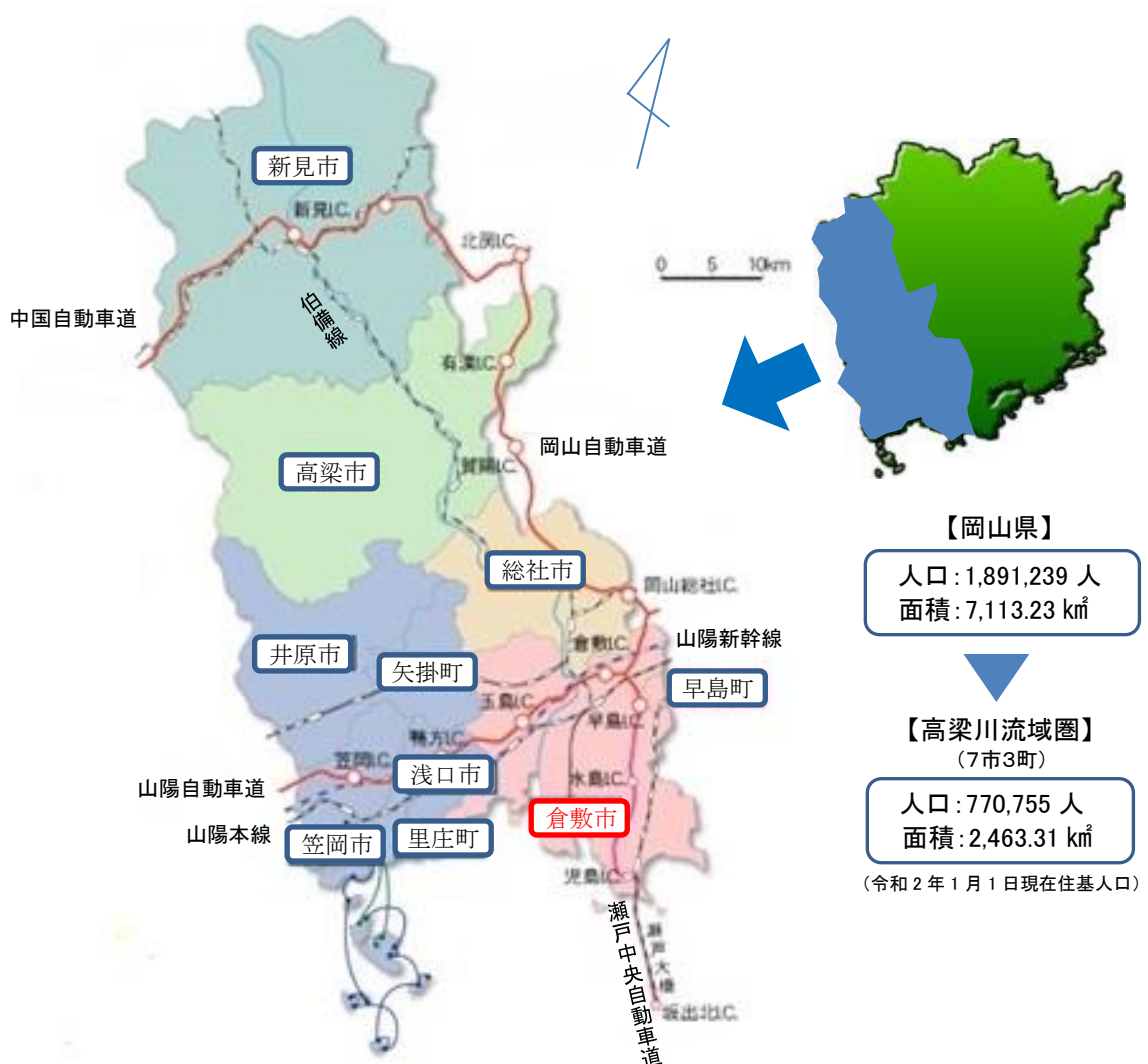 新見市
新見I.C.
北房I.C.
0 5 10km
中国自動車道
伯備線
有漢I.C.
岡山自動車道
賀陽I.C.
高梁市
総社市
岡山総社I.C.
井原市
矢掛町
倉敷I.C.
山陽新幹線
早島町
玉島I.C.
早島I.C.
鴨方I.C.
笠岡I.C.
浅口市
水島I.C.
山陽自動車道
山陽本線
笠岡市
里庄町
倉敷市
児島I.C.
瀬戸中央自動車道
瀬戸大橋
坂出北I.C.
【岡山県】
人口:1,891,239 人
面積:7,113.23 ㎢
【高梁川流域圏】
(7市3町)
人口:770,755 人
面積:2,463.31 ㎢
(令和2年1月1日現在住基人口)